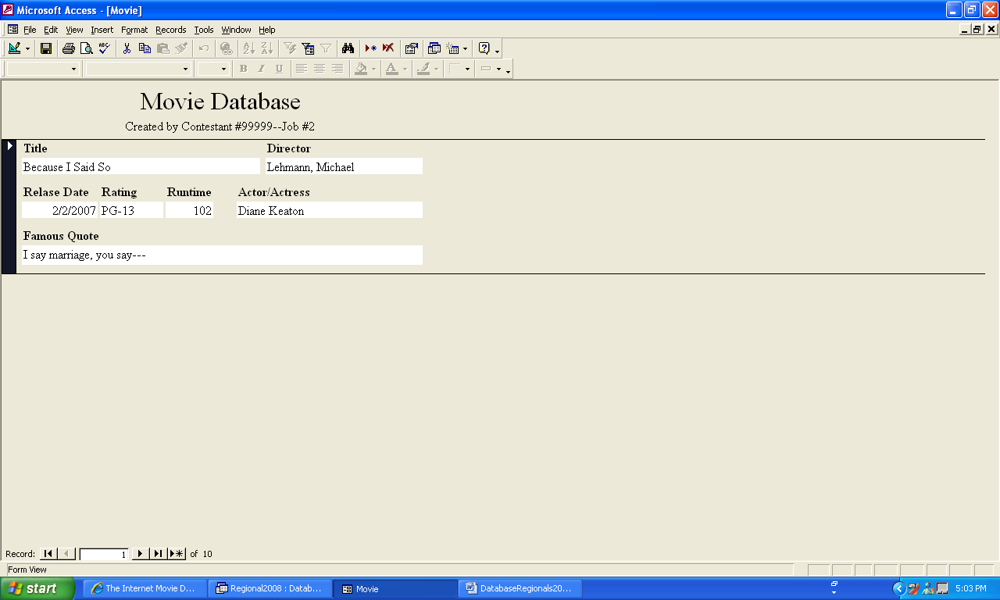 Microsoft Access - [Movie]
File Edit View Insert Format Records Tools Window Help
B I U
Movie Database
Created by Contestant #99999--Job #2
Title Director
Because I Said So Lehmann, Michael
Relase Date Rating Runtime Actor/Actress
2/2/2007 PG-13 102 Diane Keaton
Famous Quote
I say marriage, you say---
Record: 1 of 10
Form View
start The Internet Movie D... Regional2008 : Datab... Movie DatabaseRegionals20... 5:03 PM